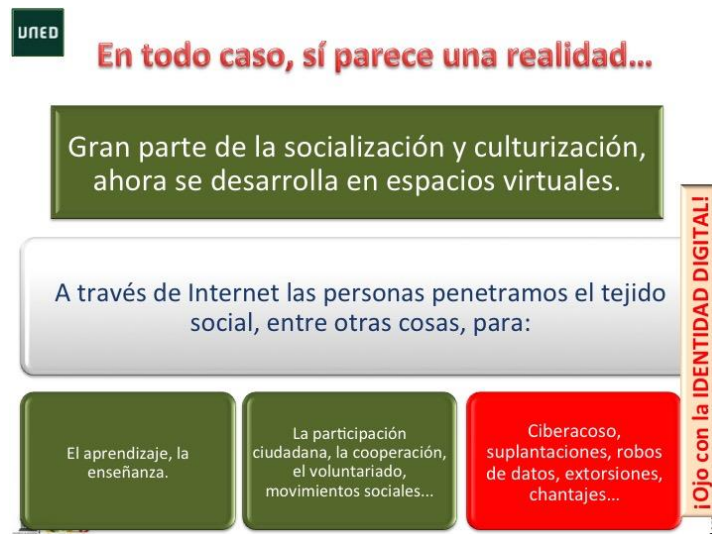 UNED
En todo caso, sí parece una realidad...
Gran parte de la socialización y culturización,
ahora se desarrolla en espacios virtuales.
A través de Internet las personas penetramos el tejido
social, entre otras cosas, para:
El aprendizaje, la
enseñanza.
La participación
ciudadana, la cooperación,
el voluntariado,
movimientos sociales...
Ciberacoso,
suplantaciones, robos
de datos, extorsiones,
chantajes...
¡Ojo con la IDENTIDAD DIGITAL!